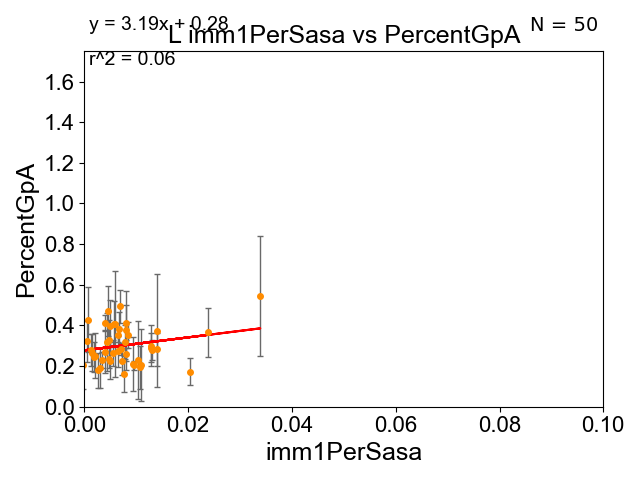 y = 3.19x + 0.28
N = 50
L imm1PerSasa vs PercentGpA
r^2 = 0.06
PercentGpA
1.6
1.4
1.2
1.0
0.8
0.6
0.4
0.2
0.0
0.00 0.02 0.04 0.06 0.08 0.10
imm1PerSasa